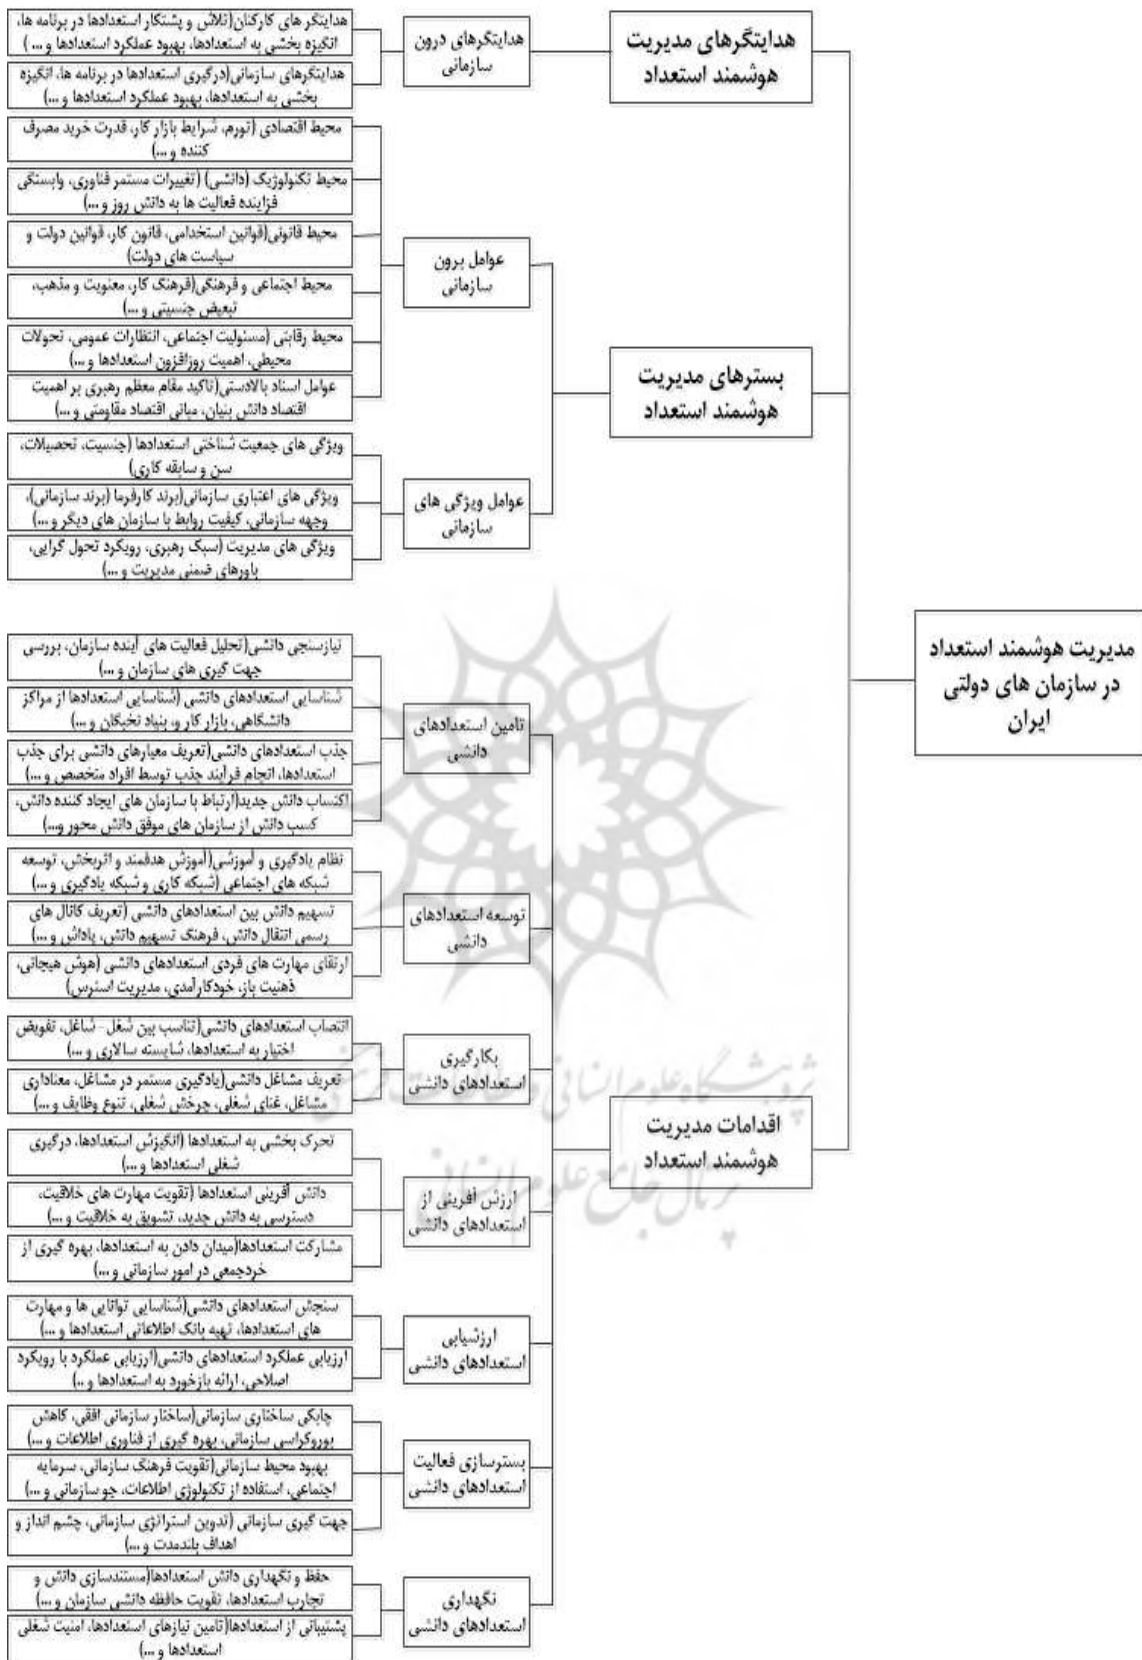 مدیریت هوشمند استعداد
در سازمان های دولتی
ایران
هدایتگرهای مدیریت
هوشمند استعداد
هدایتگرهای درون
سازمانی
هدایتگر های کارکنان(تلاش و پشتکار استعدادها در برنامه ها،
انگیزه بخشی به استعدادها، بهبود عملکرد استعدادها و ... )
هدایتگرهای سازمانی(درگیری استعدادها در برنامه ها، انگیزه
بخشی به استعدادها، بهبود عملکرد استعدادها و ...)
بسترهای مدیریت
هوشمند استعداد
عوامل برون
سازمانی
محیط اقتصادی (تورم، شرایط بازار کار، قدرت خرید مصرف
کننده و ...)
محیط تکنولوژیک (دانشی) (تغییرات مستمر فناوری، وابستگی
فزاینده فعالیت ها به دانش روز و ...)
محیط قانونی(قوانین استخدامی، قانون کار، قوانین دولت و
سیاست های دولت)
محیط اجتماعی و فرهنگی(فرهنگ کار، معنویت و مذهب،
تبعیض جنسیتی و ...)
محیط رقابتی (مسئولیت اجتماعی، انتظارات عمومی، تحولات
محیطی، اهمیت روزافزون استعدادها و ...)
عوامل اسناد بالادستی(تاکید مقام معظم رهبری بر اهمیت
اقتصاد دانش بنیان، مبانی اقتصاد مقاومتی و ...)
عوامل ویژگی های
سازمانی
ویژگی های جمعیت شناختی استعدادها (جنسیت، تحصیلات،
سن و سابقه کاری)
ویژگی های اعتباری سازمانی(برند کارفرما (برند سازمانی)،
وجهه سازمانی، کیفیت روابط با سازمان های دیگر و ...)
ویژگی های مدیریت (سبک رهبری، رویکرد تحول گرایی،
باورهای ضمنی مدیریت و ...)
اقدامات مدیریت
هوشمند استعداد
تامین استعدادهای
دانشی
نیازسنجی دانشی(تحلیل فعالیت های آینده سازمان، بررسی
جهت گیری های سازمان و ...)
شناسایی استعدادهای دانشی (شناسایی استعدادها از مراکز
دانشگاهی، بازار کار و، بنیاد نخبگان و ...)
جذب استعدادهای دانشی(تعریف معیارهای دانشی برای جذب
استعدادها، انجام فرآیند جذب توسط افراد متخصص و ...)
اکتساب دانش جدید(ارتباط با سازمان های ایجاد کننده دانش،
کسب دانش از سازمان های موفق دانش محور و...)
توسعه استعدادهای
دانشی
نظام یادگیری و آموزشی(آموزش هدفمند و اثربخش، توسعه
شبکه های اجتماعی (شبکه کاری و شبکه یادگیری و ...)
تسهیم دانش بین استعدادهای دانشی (تعریف کانال های
رسمی انتقال دانش، فرهنگ تسهیم دانش، پاداش و ...)
ارتقای مهارت های فردی استعدادهای دانشی (هوش هیجانی،
ذهنیت باز، خودکارآمدی، مدیریت استرس)
بکارگیری
استعدادهای دانشی
انتصاب استعدادهای دانشی(تناسب بین شغل- شاغل، تفویض
اختیار به استعدادها، شایسته سالاری و ...)
تعریف مشاغل دانشی(یادگیری مستمر در مشاغل، معناداری
مشاغل، غنای شغلی، چرخش شغلی، تنوع وظایف و ...)
ارزش آفرینی از
استعدادهای دانشی
تحرک بخشی به استعدادها (انگیزش استعدادها، درگیری
شغلی استعدادها و ...)
دانش آفرینی استعدادها (تقویت مهارت های خلاقیت،
دسترسی به دانش جدید، تشویق به خلاقیت و ...)
مشارکت استعدادها(میدان دادن به استعدادها، بهره گیری از
خردجمعی در امور سازمانی و ...)
ارزشیابی
استعدادهای دانشی
سنجش استعدادهای دانشی(شناسایی توانایی ها و مهارت
های استعدادها، تهیه بانک اطلاعاتی استعدادها و ...)
ارزیابی عملکرد استعدادهای دانشی(ارزیابی عملکرد با رویکرد
اصلاحی، ارائه بازخورد به استعدادها و ..)
بسترسازی فعالیت
استعدادهای دانشی
چابکی ساختاری سازمانی(ساختار سازمانی افقی، کاهش
بوروکراسی سازمانی، بهره گیری از فناوری اطلاعات و ...)
بهبود محیط سازمانی(تقویت فرهنگ سازمانی، سرمایه
اجتماعی، استفاده از تکنولوژی اطلاعات، جو سازمانی و ...)
جهت گیری سازمانی (تدوین استراتژی سازمانی، چشم انداز و
اهداف بلندمدت و ...)
نگهداری
استعدادهای دانشی
حفظ و نگهداری دانش استعدادها(مستندسازی دانش و
تجارب استعدادها، تقویت حافظه دانشی سازمان و ...)
پشتیبانی از استعدادها(تامین نیازهای استعدادها، امنیت شغلی
استعدادها و ...)
پژوهشگاه علوم انسانی و مطالعات فرهنگی
پرتال جامع علوم انسانی